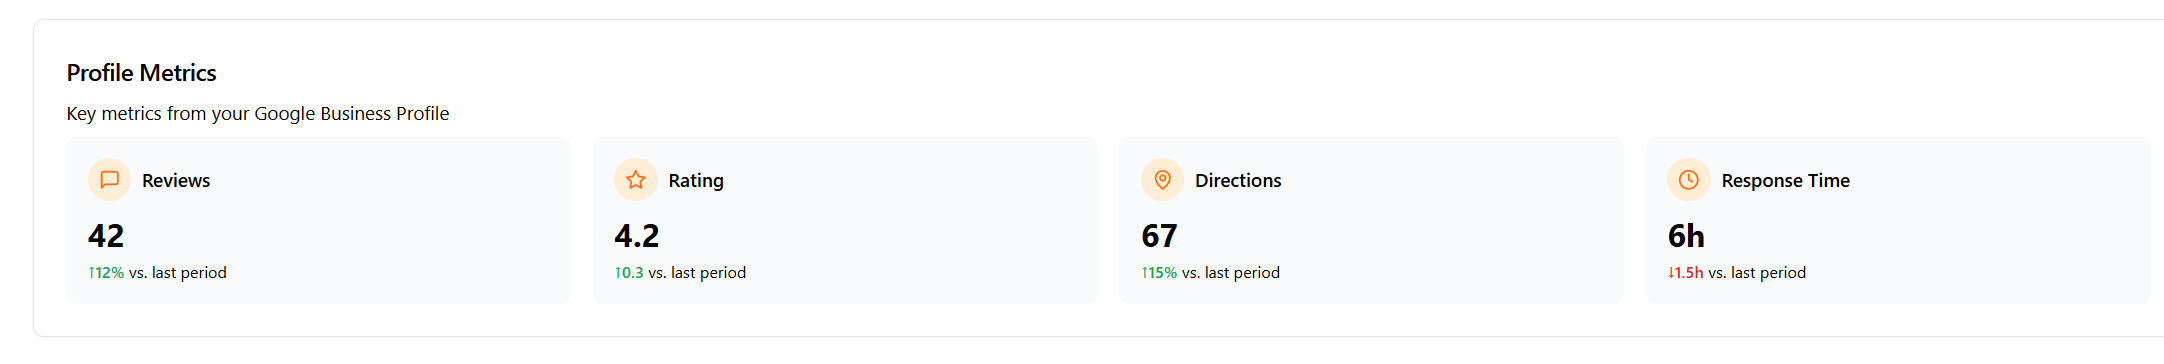 Profile Metrics
Key metrics from your Google Business Profile
Reviews
42
↑12% vs. last period
Rating
4.2
↑0.3 vs. last period
Directions
67
↑15% vs. last period
Response Time
6h
↓1.5h vs. last period